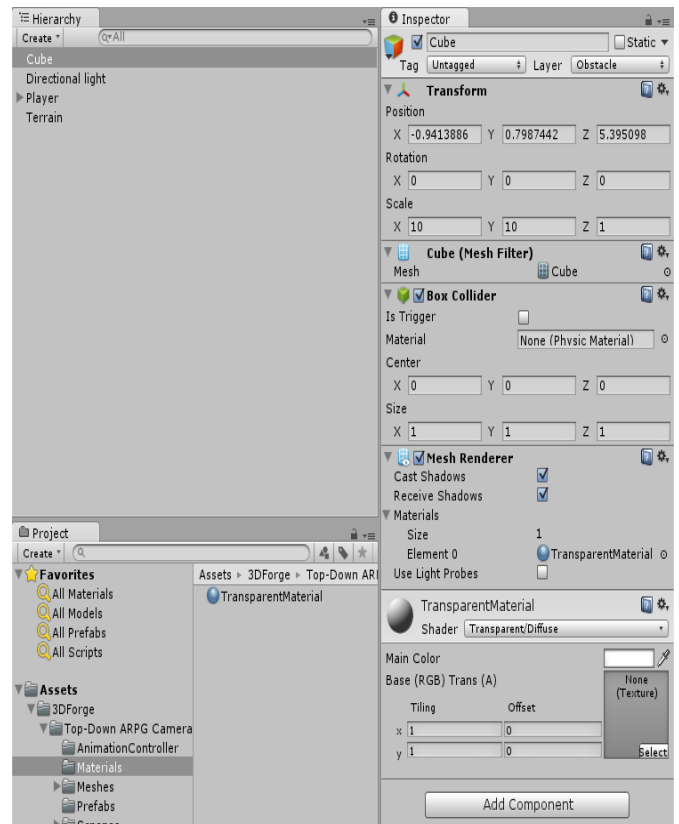 Hierarchy
Create
All
Cube
Directional light
Player
Terrain
Project
Create
Favorites
All Materials
All Models
All Prefabs
All Scripts
Assets
3DForge
Top-Down ARPG Camera
AnimationController
Materials
Meshes
Prefabs
Assets 3DForge Top-Down ARI
TransparentMaterial
Inspector
Cube Static
Tag Untagged Layer Obstacle
Transform
Position
X -0.9413886 Y 0.7987442 Z 5.395098
Rotation
X 0 Y 0 Z 0
Scale
X 10 Y 10 Z 1
Cube (Mesh Filter)
Mesh Cube
Box Collider
Is Trigger
Material None (Physic Material)
Center
X 0 Y 0 Z 0
Size
X 1 Y 1 Z 1
Mesh Renderer
Cast Shadows
Receive Shadows
Materials
Size 1
Element 0 TransparentMaterial
Use Light Probes
TransparentMaterial
Shader Transparent/Diffuse
Main Color
Base (RGB) Trans (A)
None
(Texture)
Tiling Offset
x 1 0
y 1 0
Select
Add Component